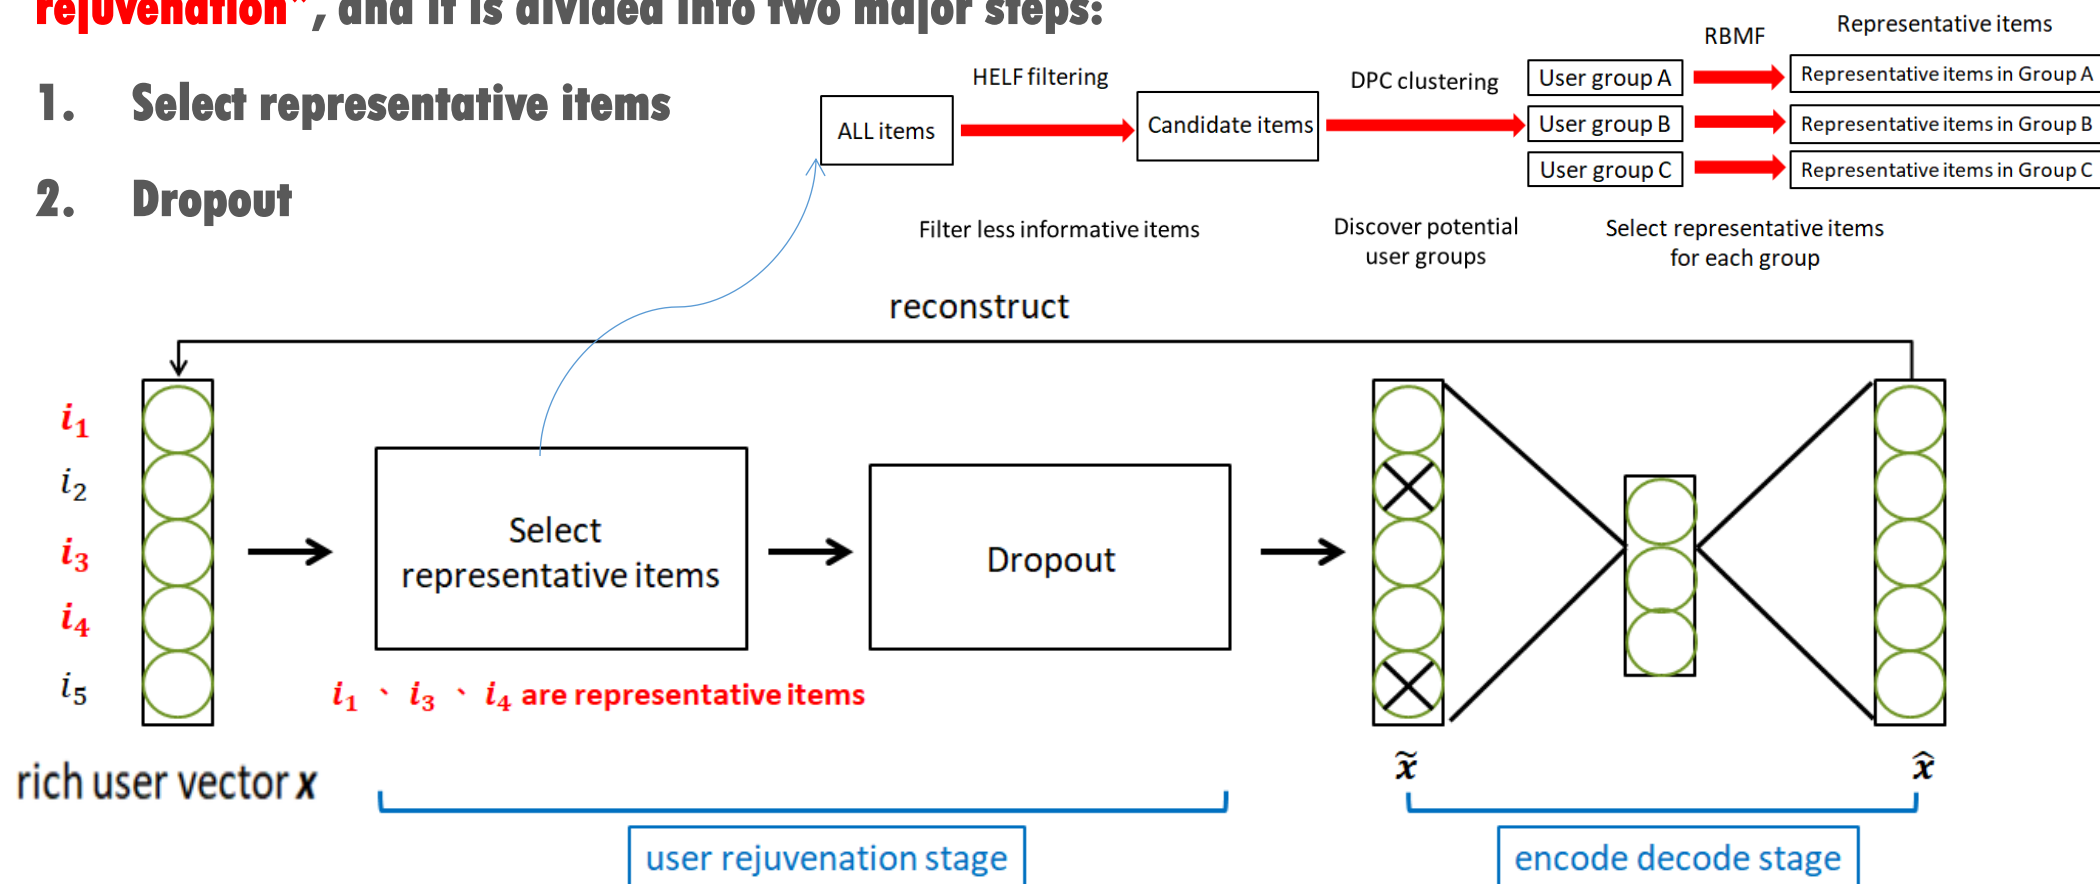 rejuvenation", and it is divided into two major steps:
1. Select representative items
2. Dropout
RBMF
Representative items
HELF filtering
DPC clustering
ALL items
Candidate items
User group A
User group B
User group C
Representative items in Group A
Representative items in Group B
Representative items in Group C
Filter less informative items
Discover potential
user groups
Select representative items
for each group
reconstruct
i₁
i₂
i₃
i₄
i₅
Select
representative items
Dropout
i₁ 、 i₃ 、 i₄ are representative items
rich user vector x
x̃
x̂
user rejuvenation stage
encode decode stage